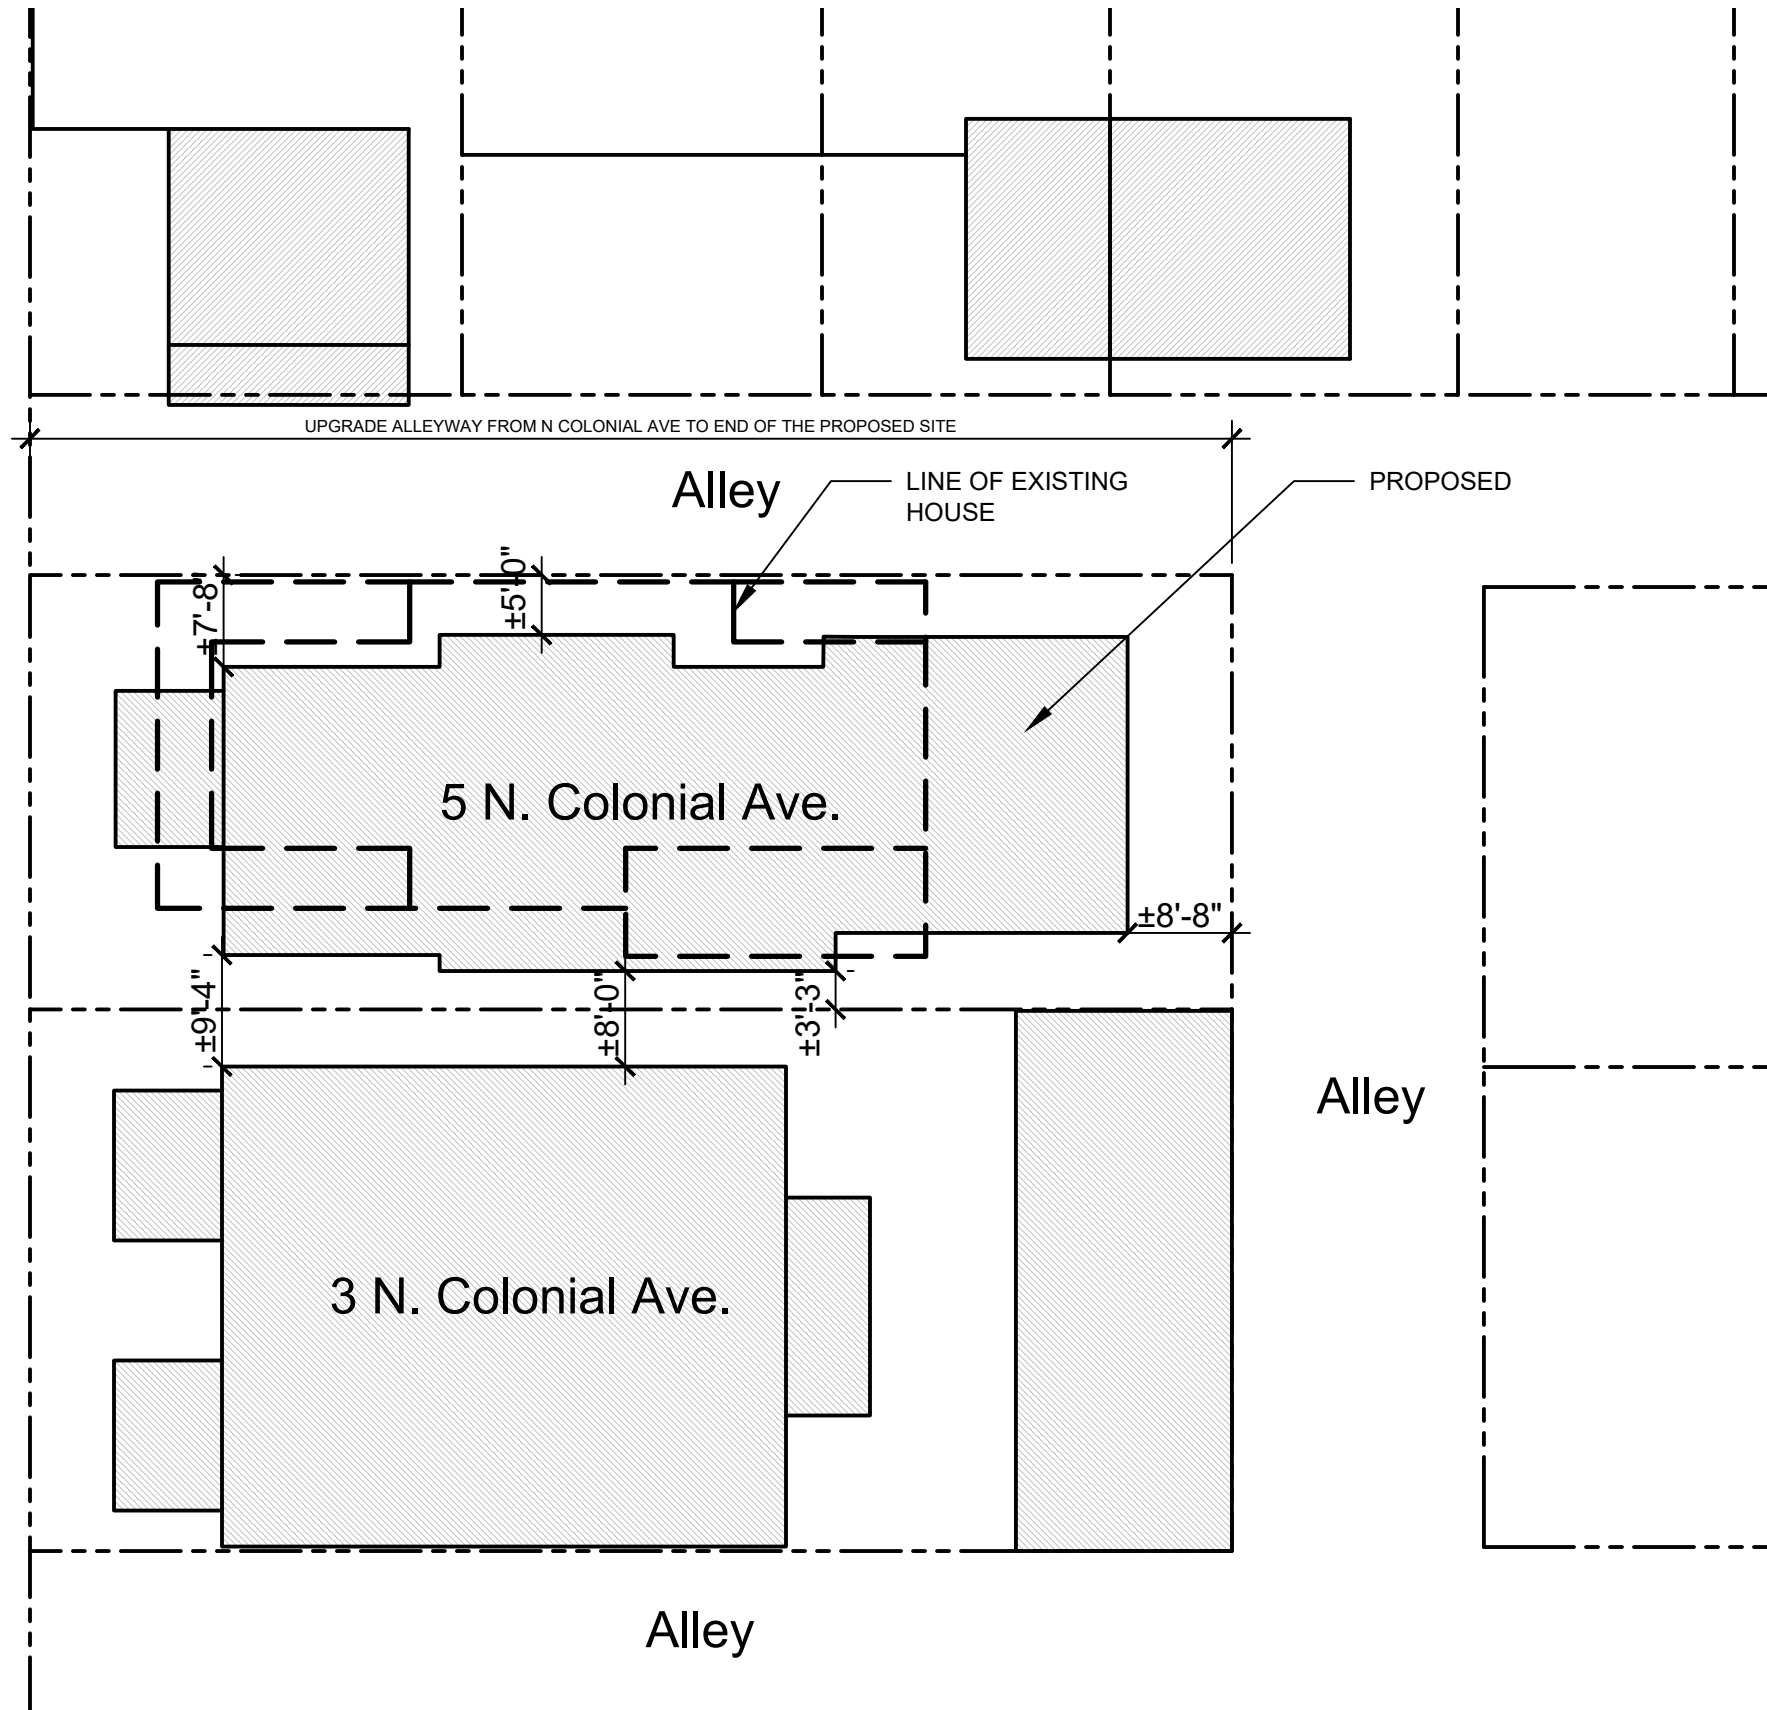 UPGRADE ALLEYWAY FROM N COLONIAL AVE TO END OF THE PROPOSED SITE
Alley
LINE OF EXISTING
HOUSE
PROPOSED
±7'-8"
±5'-0"
5 N. Colonial Ave.
±8'-8"
±9'-4"
±8'-0"
±3'-3"
Alley
3 N. Colonial Ave.
Alley